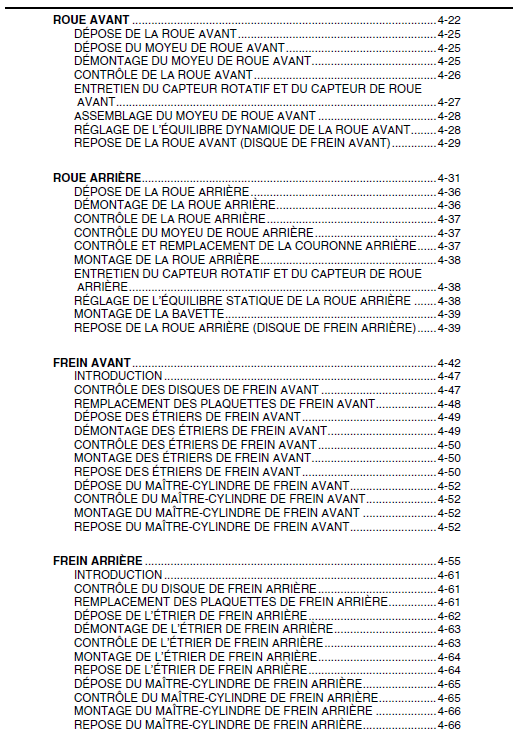 ROUE AVANT ........ 4-22
DÉPOSE DE LA ROUE AVANT ........ 4-25
DÉPOSE DU MOYEU DE ROUE AVANT ........ 4-25
DÉMONTAGE DU MOYEU DE ROUE AVANT ........ 4-25
CONTRÔLE DE LA ROUE AVANT ........ 4-26
ENTRETIEN DU CAPTEUR ROTATIF ET DU CAPTEUR DE ROUE
AVANT ........ 4-27
ASSEMBLAGE DU MOYEU DE ROUE AVANT ........ 4-28
RÉGLAGE DE L'ÉQUILIBRE DYNAMIQUE DE LA ROUE AVANT ........ 4-28
REPOSE DE LA ROUE AVANT (DISQUE DE FREIN AVANT) ........ 4-29
ROUE ARRIÈRE ........ 4-31
DÉPOSE DE LA ROUE ARRIÈRE ........ 4-36
DÉMONTAGE DE LA ROUE ARRIÈRE ........ 4-36
CONTRÔLE DE LA ROUE ARRIÈRE ........ 4-37
CONTRÔLE DU MOYEU DE ROUE ARRIÈRE ........ 4-37
CONTRÔLE ET REMPLACEMENT DE LA COURONNE ARRIÈRE ........ 4-37
MONTAGE DE LA ROUE ARRIÈRE ........ 4-38
ENTRETIEN DU CAPTEUR ROTATIF ET DU CAPTEUR DE ROUE
ARRIÈRE ........ 4-38
RÉGLAGE DE L'ÉQUILIBRE STATIQUE DE LA ROUE ARRIÈRE ........ 4-38
MONTAGE DE LA BAVETTE ........ 4-39
REPOSE DE LA ROUE ARRIÈRE (DISQUE DE FREIN ARRIÈRE) ........ 4-39
FREIN AVANT ........ 4-42
INTRODUCTION ........ 4-47
CONTRÔLE DES DISQUES DE FREIN AVANT ........ 4-47
REMPLACEMENT DES PLAQUETTES DE FREIN AVANT ........ 4-48
DÉPOSE DES ÉTRIERS DE FREIN AVANT ........ 4-49
DÉMONTAGE DES ÉTRIERS DE FREIN AVANT ........ 4-49
CONTRÔLE DES ÉTRIERS DE FREIN AVANT ........ 4-50
MONTAGE DES ÉTRIERS DE FREIN AVANT ........ 4-50
REPOSE DES ÉTRIERS DE FREIN AVANT ........ 4-50
DÉPOSE DU MAÎTRE-CYLINDRE DE FREIN AVANT ........ 4-52
CONTRÔLE DU MAÎTRE-CYLINDRE DE FREIN AVANT ........ 4-52
MONTAGE DU MAÎTRE-CYLINDRE DE FREIN AVANT ........ 4-52
REPOSE DU MAÎTRE-CYLINDRE DE FREIN AVANT ........ 4-52
FREIN ARRIÈRE ........ 4-55
INTRODUCTION ........ 4-61
CONTRÔLE DU DISQUE DE FREIN ARRIÈRE ........ 4-61
REMPLACEMENT DES PLAQUETTES DE FREIN ARRIÈRE ........ 4-61
DÉPOSE DE L'ÉTRIER DE FREIN ARRIÈRE ........ 4-62
DÉMONTAGE DE L'ÉTRIER DE FREIN ARRIÈRE ........ 4-63
CONTRÔLE DE L'ÉTRIER DE FREIN ARRIÈRE ........ 4-63
MONTAGE DE L'ÉTRIER DE FREIN ARRIÈRE ........ 4-64
REPOSE DE L'ÉTRIER DE FREIN ARRIÈRE ........ 4-64
DÉPOSE DU MAÎTRE-CYLINDRE DE FREIN ARRIÈRE ........ 4-65
CONTRÔLE DU MAÎTRE-CYLINDRE DE FREIN ARRIÈRE ........ 4-65
MONTAGE DU MAÎTRE-CYLINDRE DE FREIN ARRIÈRE ........ 4-66
REPOSE DU MAÎTRE-CYLINDRE DE FREIN ARRIÈRE ........ 4-66